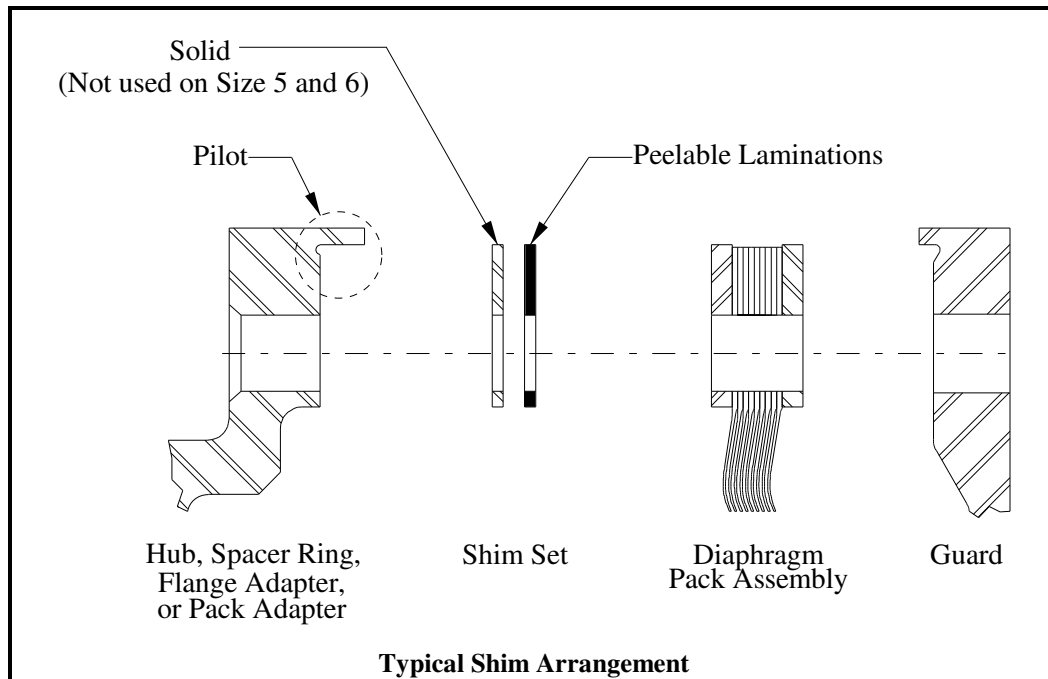 Solid
(Not used on Size 5 and 6)
Pilot
Peelable Laminations
Hub, Spacer Ring,
Flange Adapter,
or Pack Adapter
Shim Set
Diaphragm
Pack Assembly
Guard
Typical Shim Arrangement